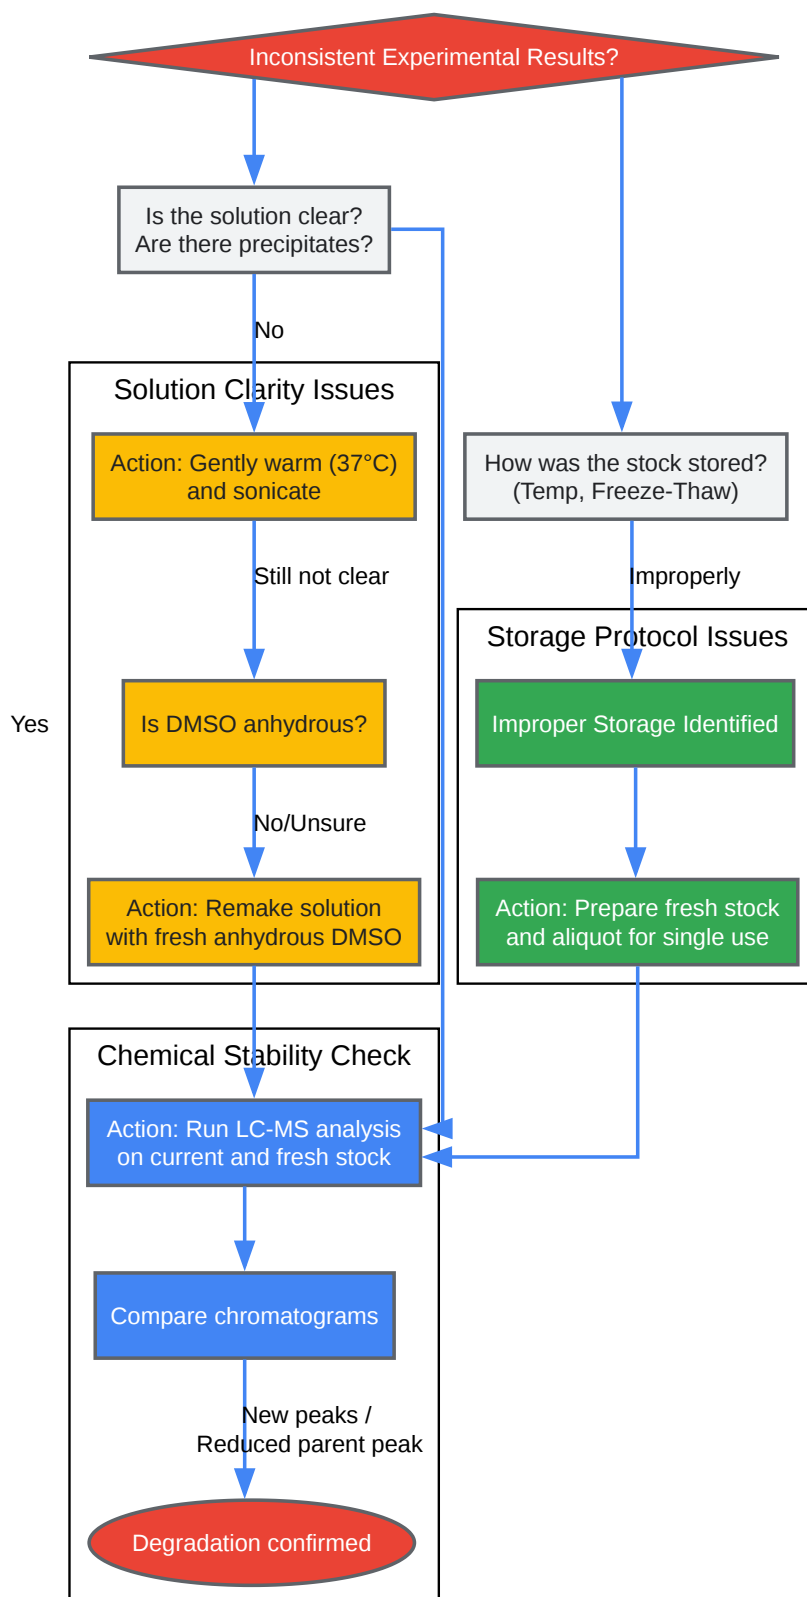 Inconsistent Experimental Results?
Is the solution clear?
Are there precipitates?
No
Solution Clarity Issues
Action: Gently warm (37°C)
and sonicate
How was the stock stored?
(Temp, Freeze-Thaw)
Still not clear
Improperly
Storage Protocol Issues
Yes
Is DMSO anhydrous?
Improper Storage Identified
No/Unsure
Action: Remake solution
with fresh anhydrous DMSO
Action: Prepare fresh stock
and aliquot for single use
Chemical Stability Check
Action: Run LC-MS analysis
on current and fresh stock
Compare chromatograms
New peaks /
Reduced parent peak
Degradation confirmed